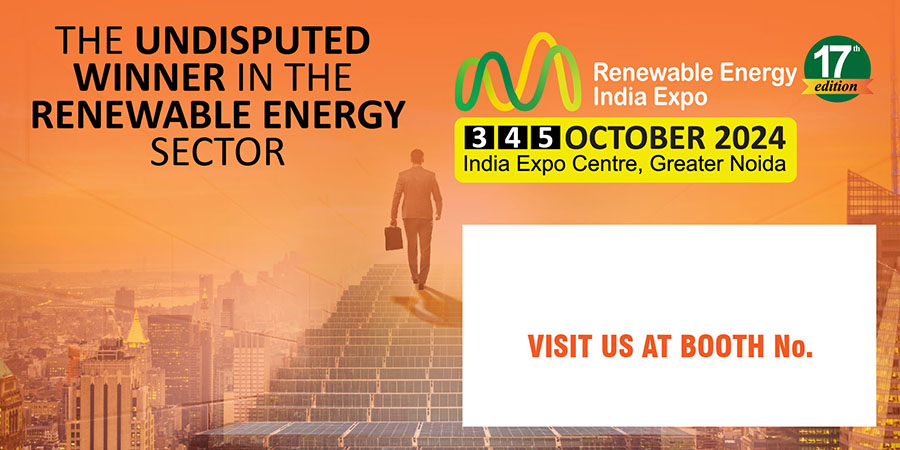 THE UNDISPUTED
WINNER IN THE
RENEWABLE ENERGY
SECTOR
Renewable Energy
India Expo
17th
edition
3 4 5 OCTOBER 2024
India Expo Centre, Greater Noida
VISIT US AT BOOTH No.